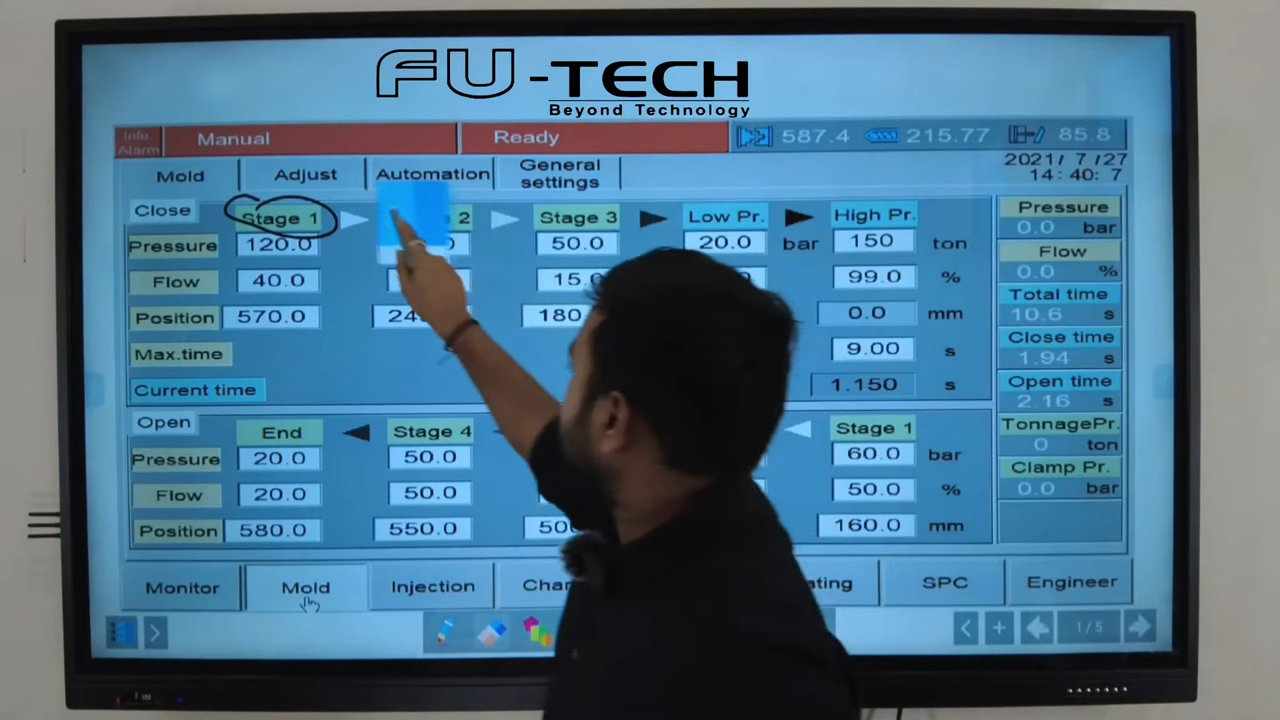 FU-TECH
Beyond Technology
Info. Alarm Manual Ready 587.4 215.77 85.8
2021/ 7 /27
14: 40: 7
Mold Adjust Automation General settings
Close Stage 1 2 Stage 3 Low Pr. High Pr. Pressure
Pressure 120.0 50.0 20.0 bar 150 ton 0.0 bar
Flow 40.0 15.0 99.0 % Flow 0.0 %
Position 570.0 180 0.0 mm Total time 10.6 s
Max.time 9.00 s Close time 1.94 s
Current time 1.150 s Open time 2.16 s
Open End Stage 4 Stage 1 TonnagePr. 0 ton
Pressure 20.0 50.0 60.0 bar Clamp Pr. 0.0 bar
Flow 20.0 50.0 50.0 %
Position 580.0 550.0 160.0 mm
Monitor Mold Injection SPC Engineer
1/5